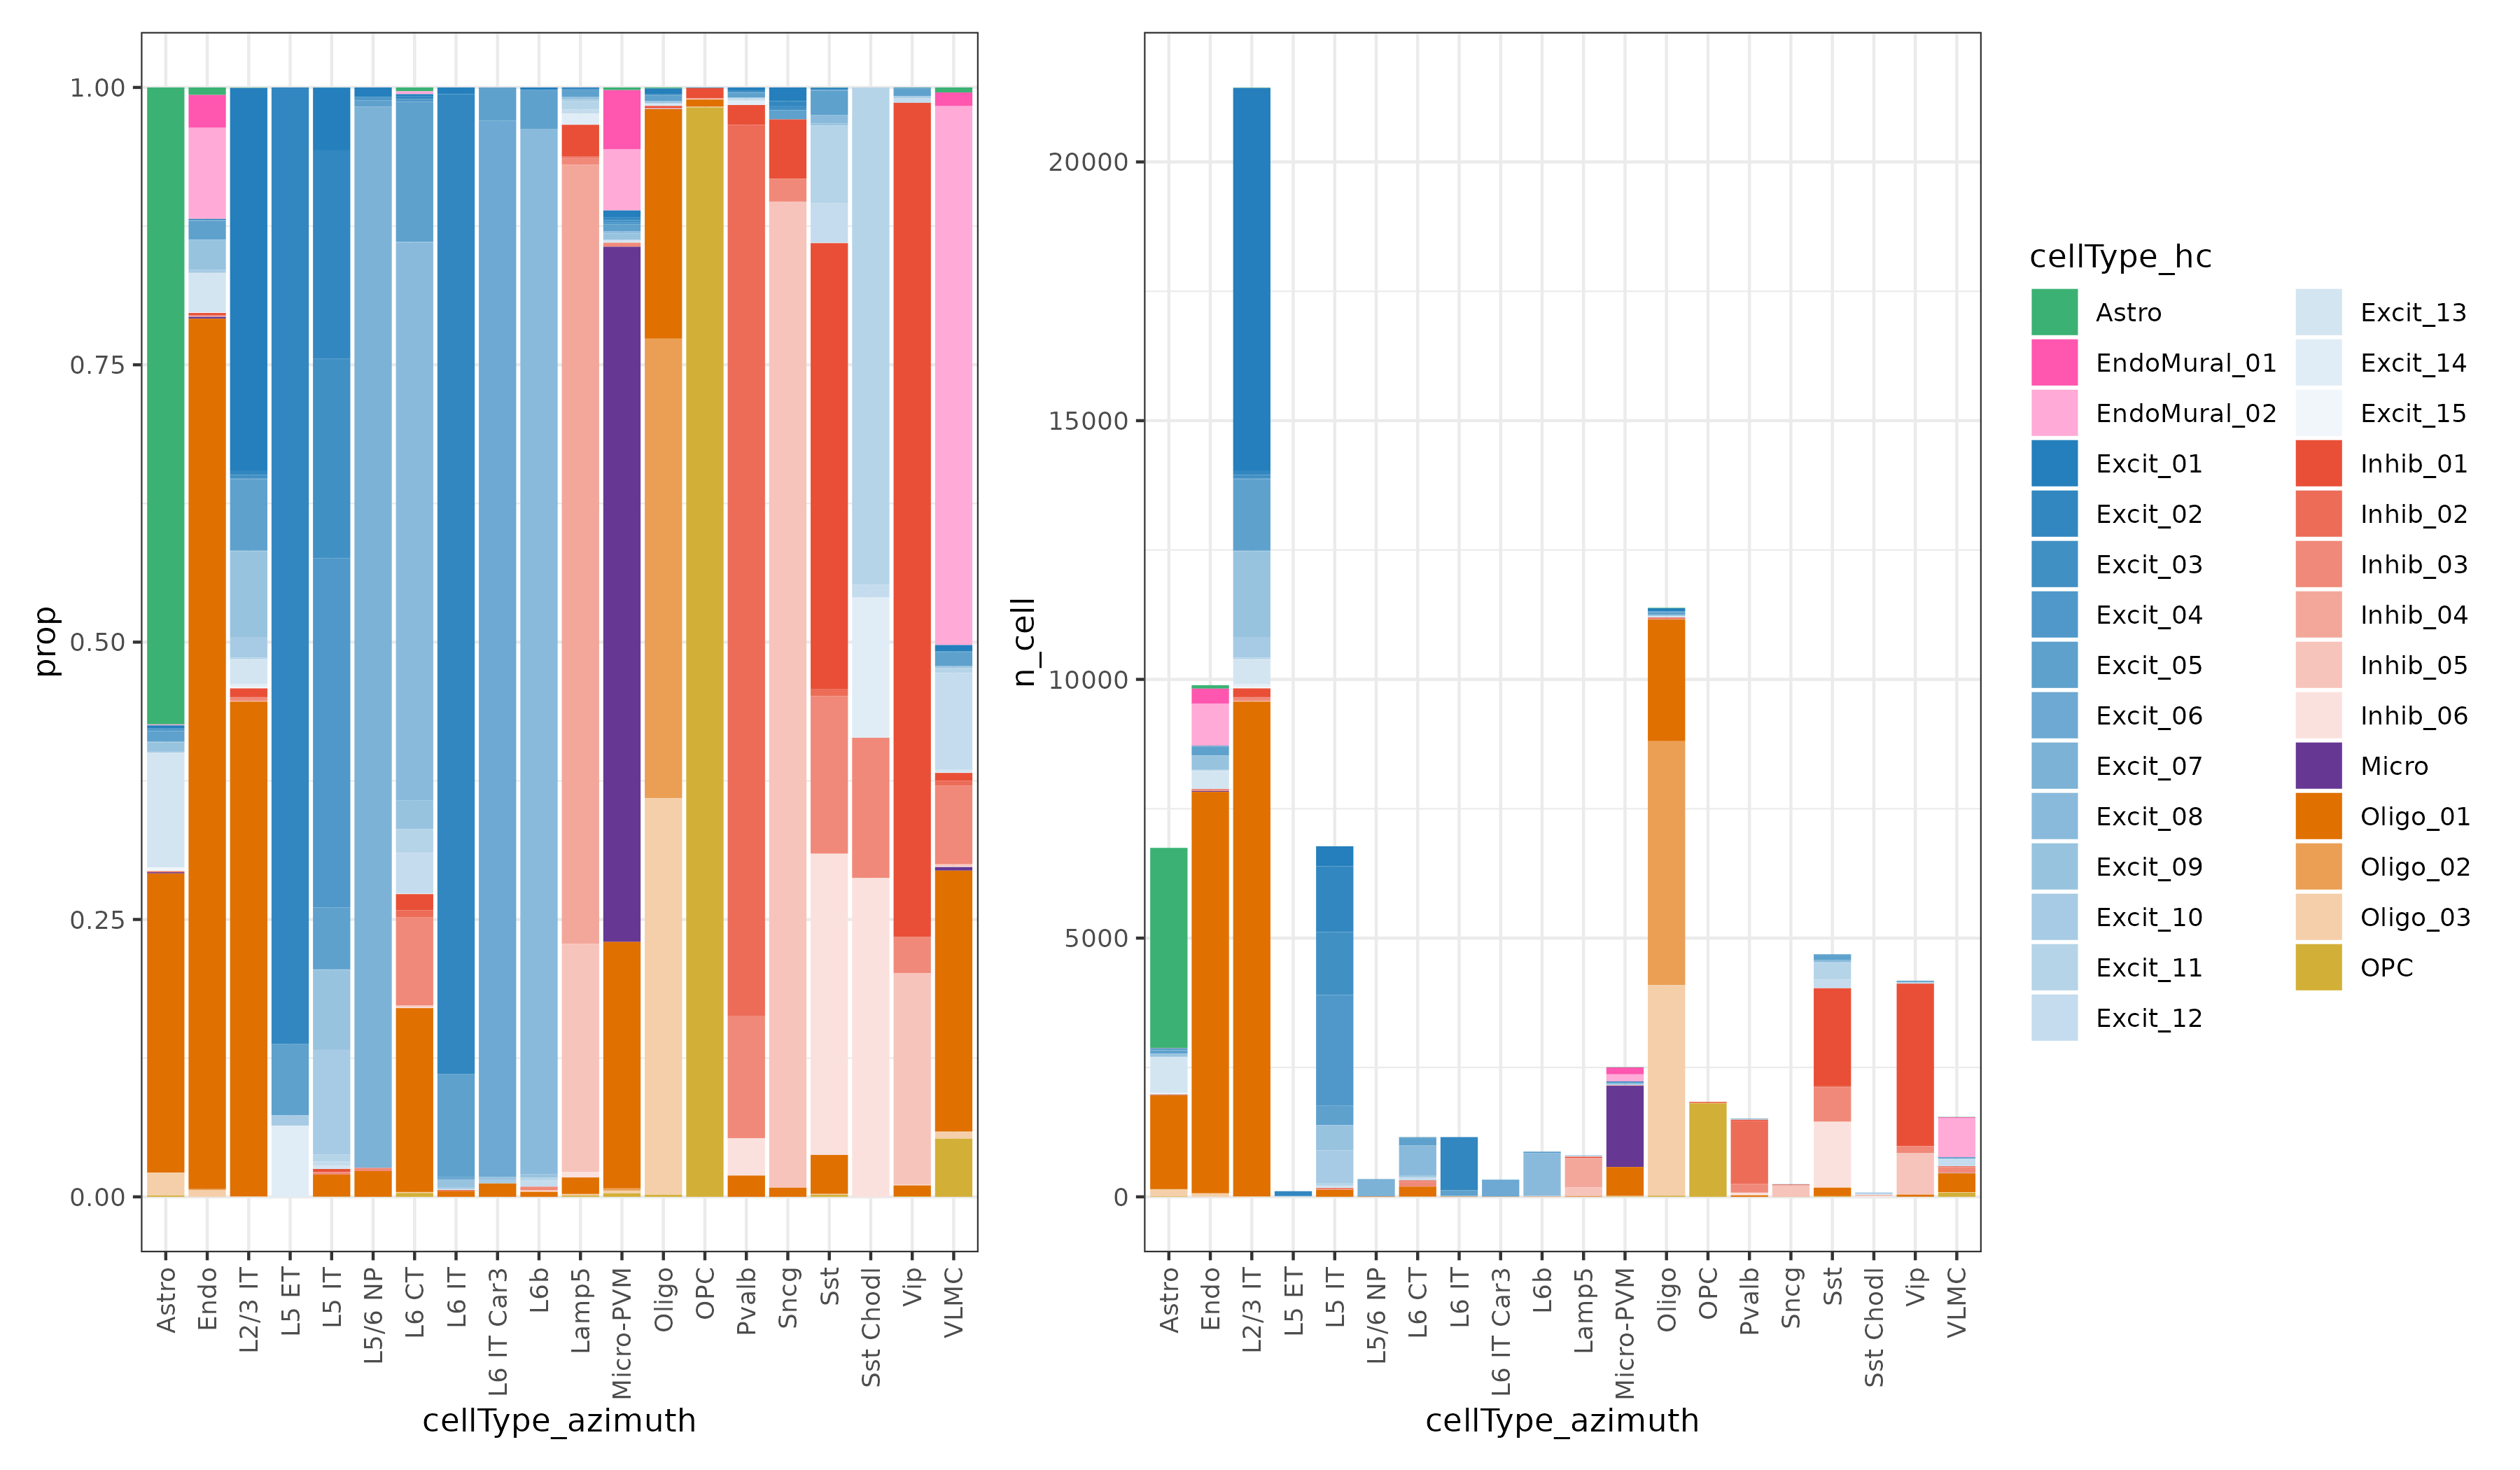 prop
1.00
0.75
0.50
0.25
0.00
Astro
Endo
L2/3 IT
L5 ET
L5 IT
L5/6 NP
L6 CT
L6 IT
L6 IT Car3
L6b
Lamp5
Micro-PVM
Oligo
OPC
Pvalb
Sncg
Sst
Sst Chodl
Vip
VLMC
cellType_azimuth
n_cell
20000
15000
10000
5000
0
Astro
Endo
L2/3 IT
L5 ET
L5 IT
L5/6 NP
L6 CT
L6 IT
L6 IT Car3
L6b
Lamp5
Micro-PVM
Oligo
OPC
Pvalb
Sncg
Sst
Sst Chodl
Vip
VLMC
cellType_azimuth
cellType_hc
Astro
EndoMural_01
EndoMural_02
Excit_01
Excit_02
Excit_03
Excit_04
Excit_05
Excit_06
Excit_07
Excit_08
Excit_09
Excit_10
Excit_11
Excit_12
Excit_13
Excit_14
Excit_15
Inhib_01
Inhib_02
Inhib_03
Inhib_04
Inhib_05
Inhib_06
Micro
Oligo_01
Oligo_02
Oligo_03
OPC